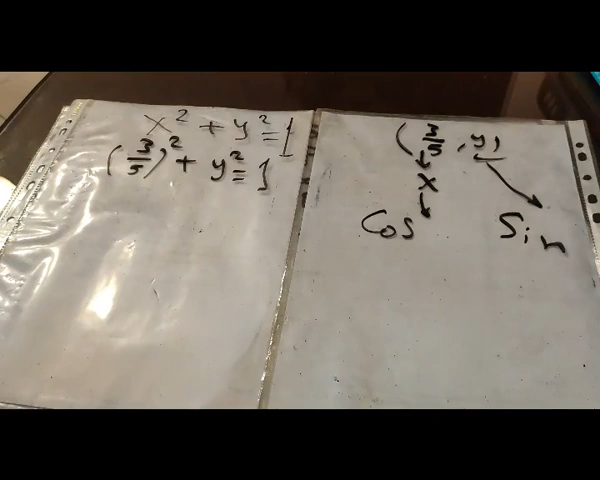 x² + y² = 1
(3/5)² + y² = 1
(3/5, y)
x
Cos Sin